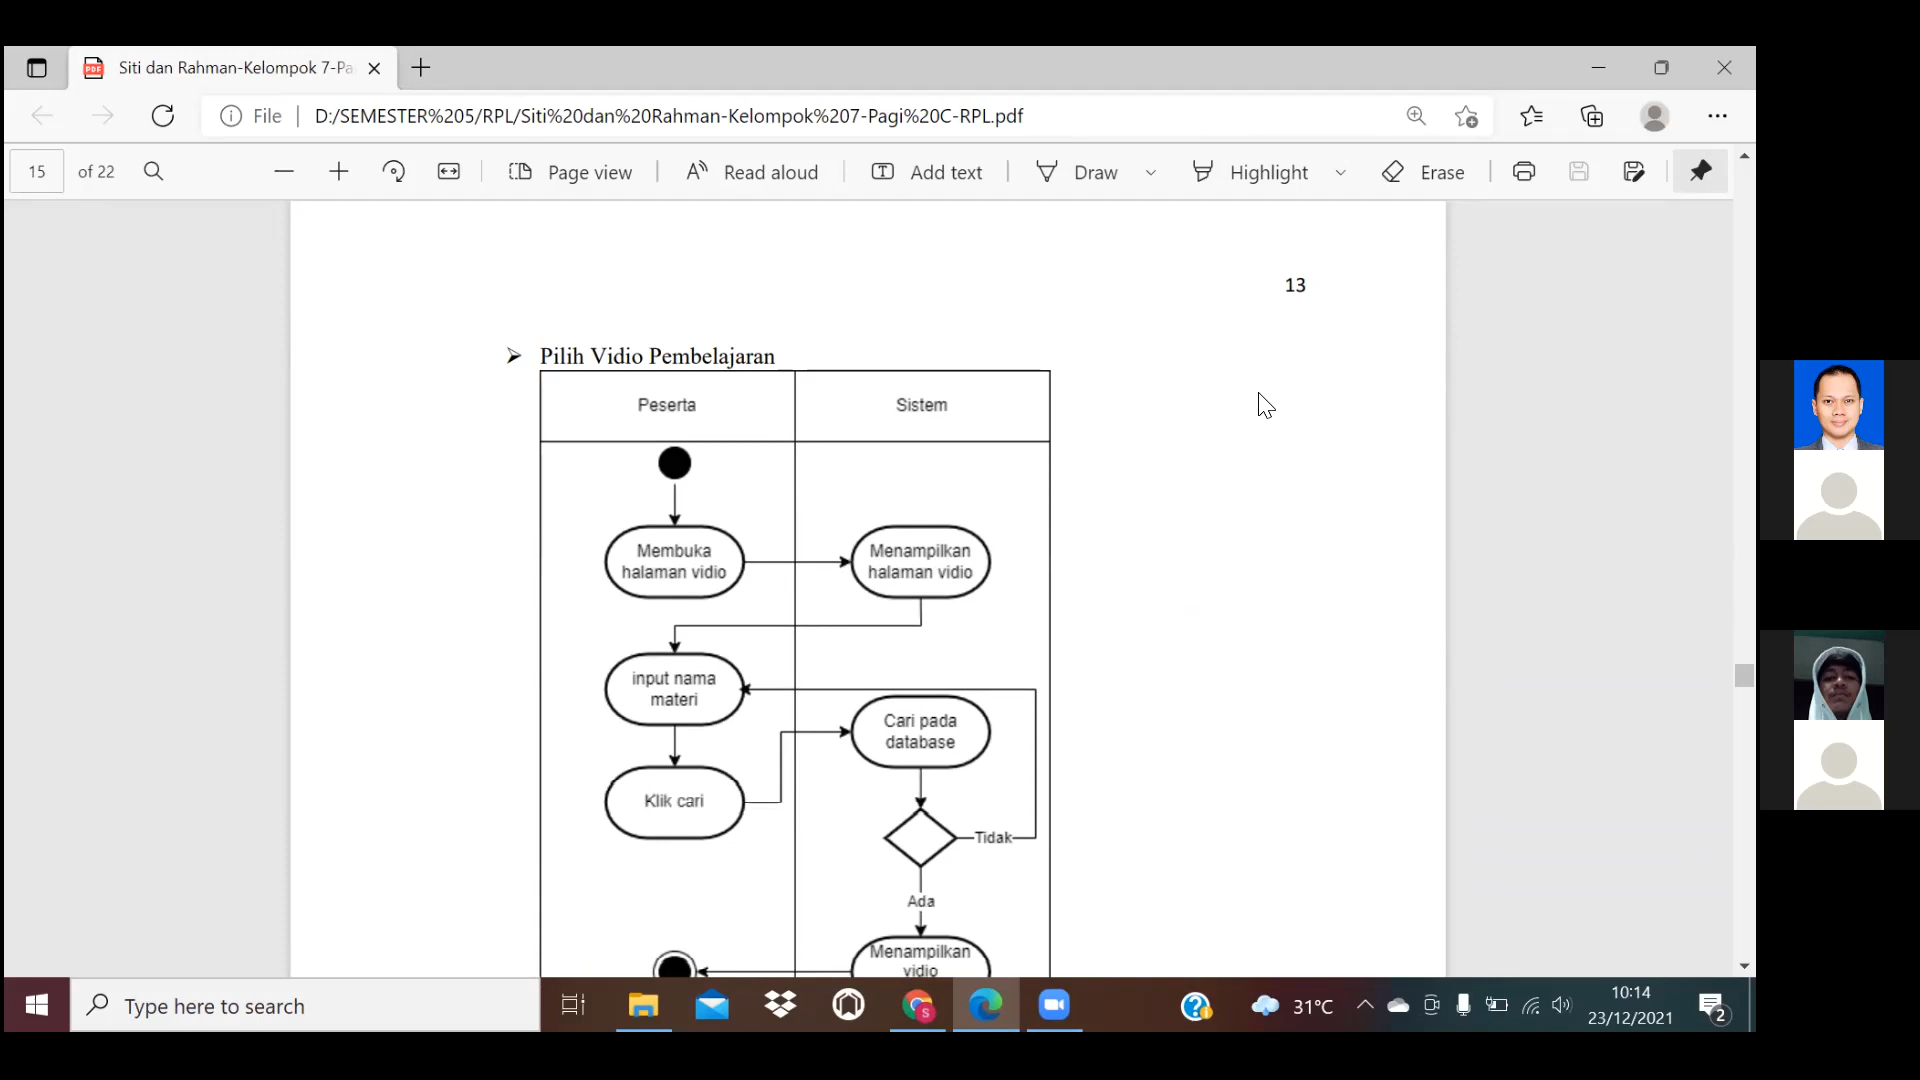 Siti dan Rahman-Kelompok 7-Pa
File
D:/SEMESTER%205/RPL/Siti%20dan%20Rahman-Kelompok%207-Pagi%20C-RPL.pdf
15 of 22
Page view
Read aloud
Add text
Draw
Highlight
Erase
13
➤ Pilih Vidio Pembelajaran
Peserta
Sistem
Membuka
halaman vidio
Menampilkan
halaman vidio
input nama
materi
Cari pada
database
Klik cari
Tidak
Ada
Menampilkan
vidio
Type here to search
31°C
10:14
23/12/2021
2